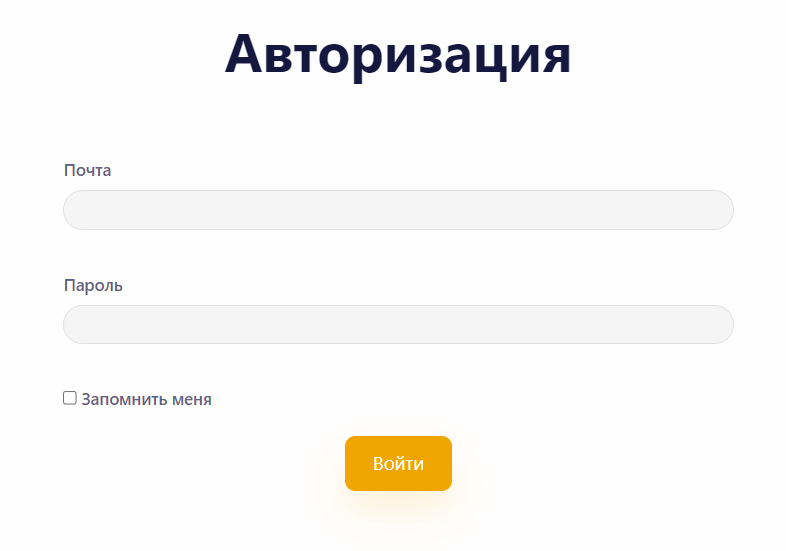 Авторизация
Почта
Пароль
Запомнить меня
Войти